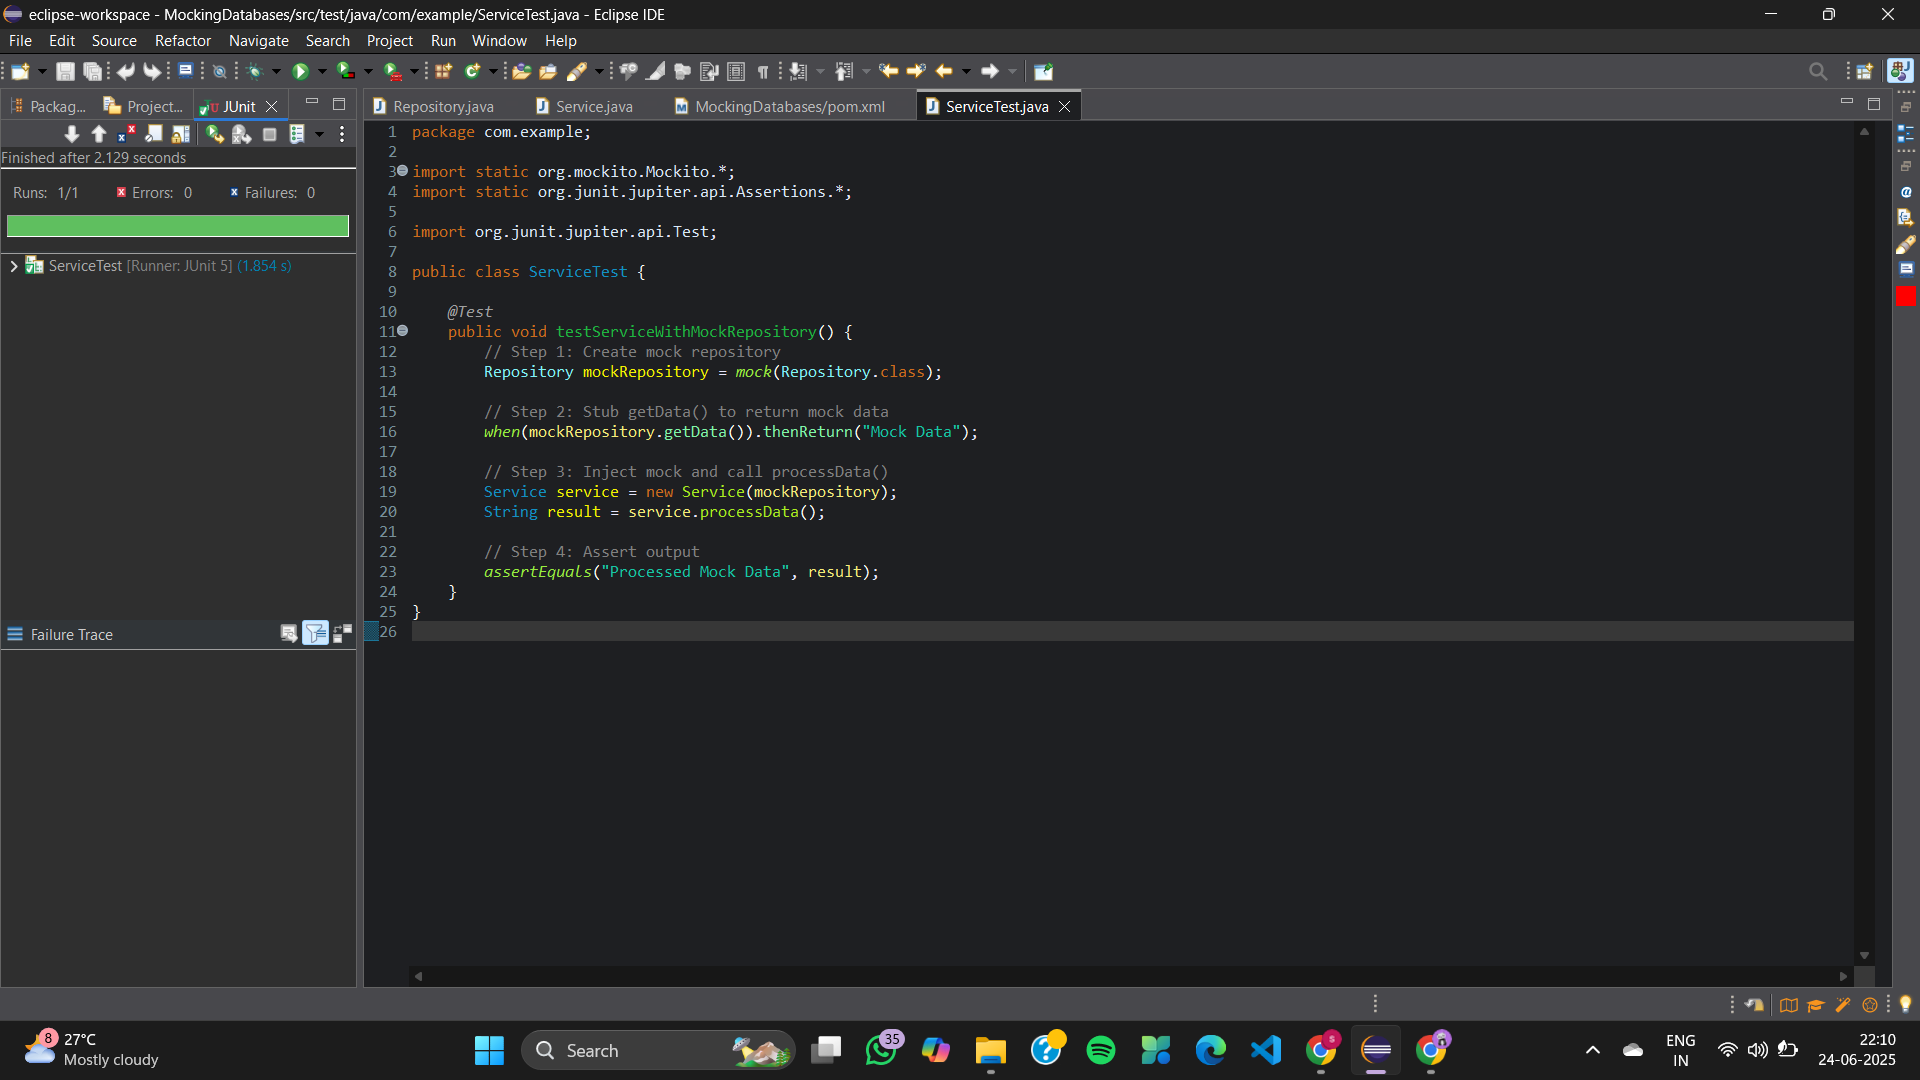 eclipse-workspace - MockingDatabases/src/test/java/com/example/ServiceTest.java - Eclipse IDE
File Edit Source Refactor Navigate Search Project Run Window Help
Packag... Project... JUnit
Finished after 2.129 seconds
Runs: 1/1 Errors: 0 Failures: 0
ServiceTest [Runner: JUnit 5] (1.854 s)
Failure Trace
Repository.java Service.java MockingDatabases/pom.xml ServiceTest.java
1 package com.example;
2
3 import static org.mockito.Mockito.*;
4 import static org.junit.jupiter.api.Assertions.*;
5
6 import org.junit.jupiter.api.Test;
7
8 public class ServiceTest {
9
10 @Test
11 public void testServiceWithMockRepository() {
12 // Step 1: Create mock repository
13 Repository mockRepository = mock(Repository.class);
14
15 // Step 2: Stub getData() to return mock data
16 when(mockRepository.getData()).thenReturn("Mock Data");
17
18 // Step 3: Inject mock and call processData()
19 Service service = new Service(mockRepository);
20 String result = service.processData();
21
22 // Step 4: Assert output
23 assertEquals("Processed Mock Data", result);
24 }
25 }
26
8
27°C
Mostly cloudy
Search
35
ENG
IN
22:10
24-06-2025